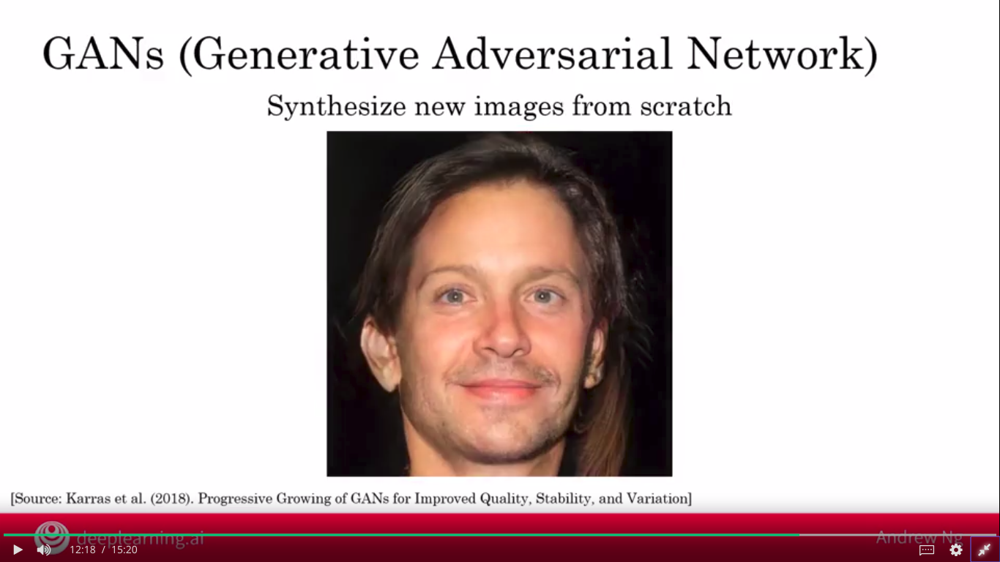 GANs (Generative Adversarial Network)
Synthesize new images from scratch
[Source: Karras et al. (2018). Progressive Growing of GANs for Improved Quality, Stability, and Variation]
deeplearning.ai
Andrew Ng
12:18 / 15:20